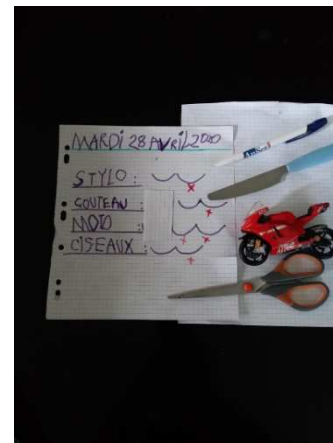 MARDI 28 AVRIL 2020
STYLO :
COUTEAU :
MOTO :
CISEAUX :